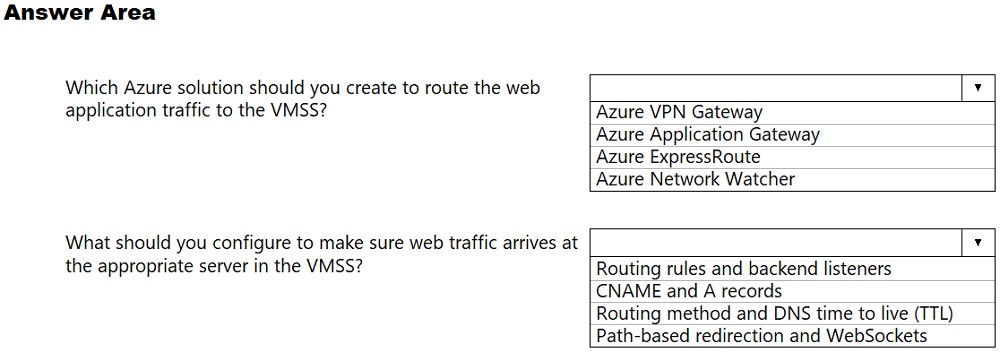 Answer Area
Which Azure solution should you create to route the web
application traffic to the VMSS?
Azure VPN Gateway
Azure Application Gateway
Azure ExpressRoute
Azure Network Watcher
What should you configure to make sure web traffic arrives at
the appropriate server in the VMSS?
Routing rules and backend listeners
CNAME and A records
Routing method and DNS time to live (TTL)
Path-based redirection and WebSockets